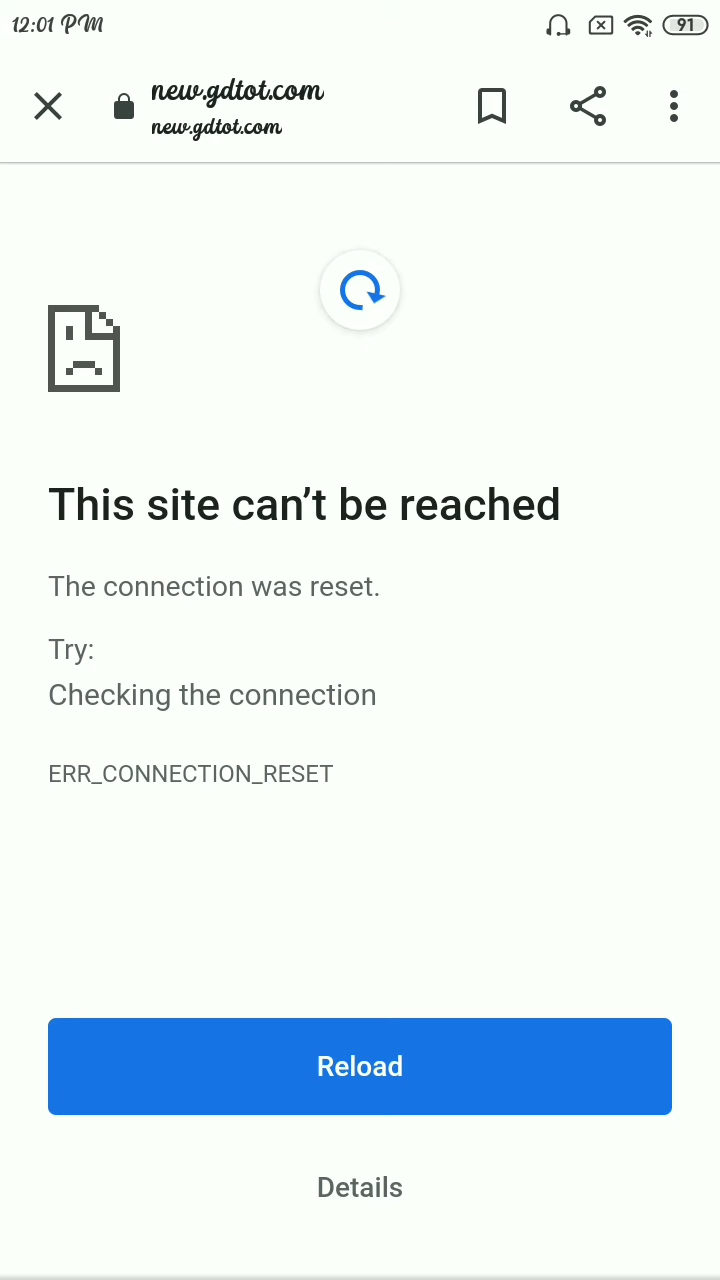 12:01 PM 91
new.gdtot.com
new.gdtot.com
This site can’t be reached
The connection was reset.
Try:
Checking the connection
ERR_CONNECTION_RESET
Reload
Details